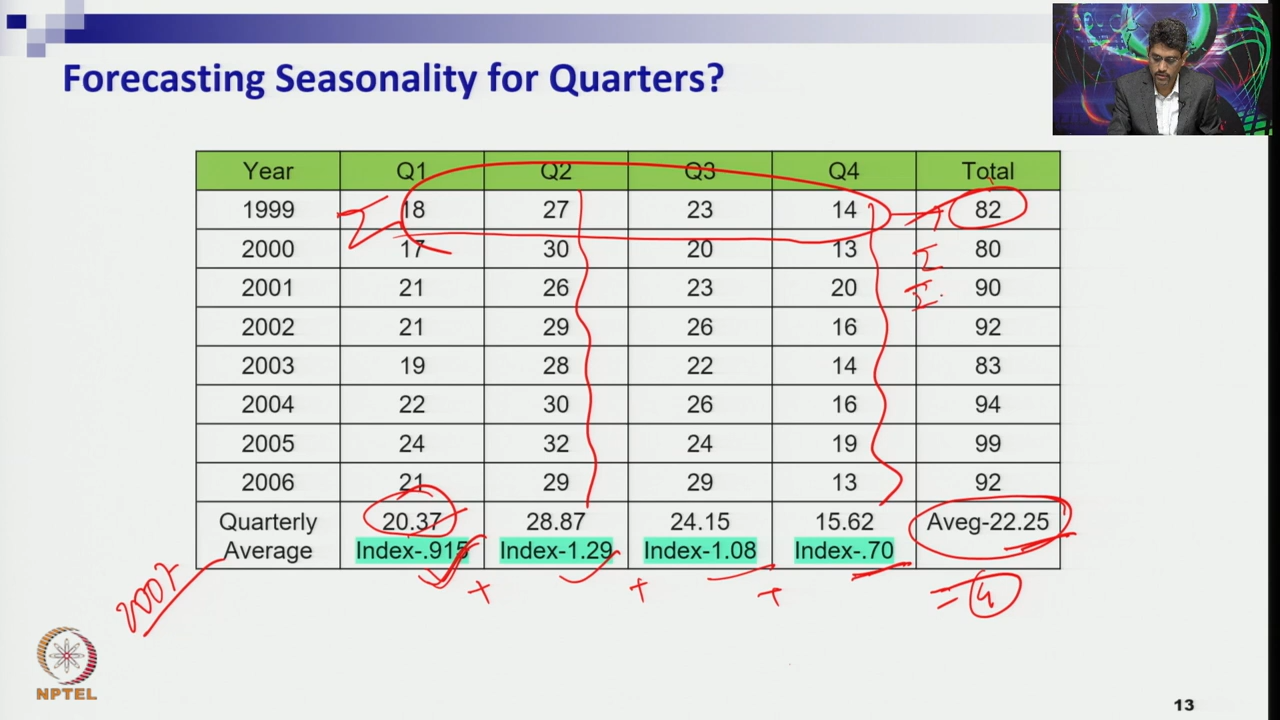 Forecasting Seasonality for Quarters?
Year Q1 Q2 Q3 Q4 Total
1999 18 27 23 14 82
2000 17 30 20 13 80
2001 21 26 23 20 90
2002 21 29 26 16 92
2003 19 28 22 14 83
2004 22 30 26 16 94
2005 24 32 24 19 99
2006 21 29 29 13 92
Quarterly Average 20.37 28.87 24.15 15.62 Aveg-22.25
Index-.915 Index-1.29 Index-1.08 Index-.70
+ + + = 4
2007
Σ
Σ
Σ
NPTEL
13